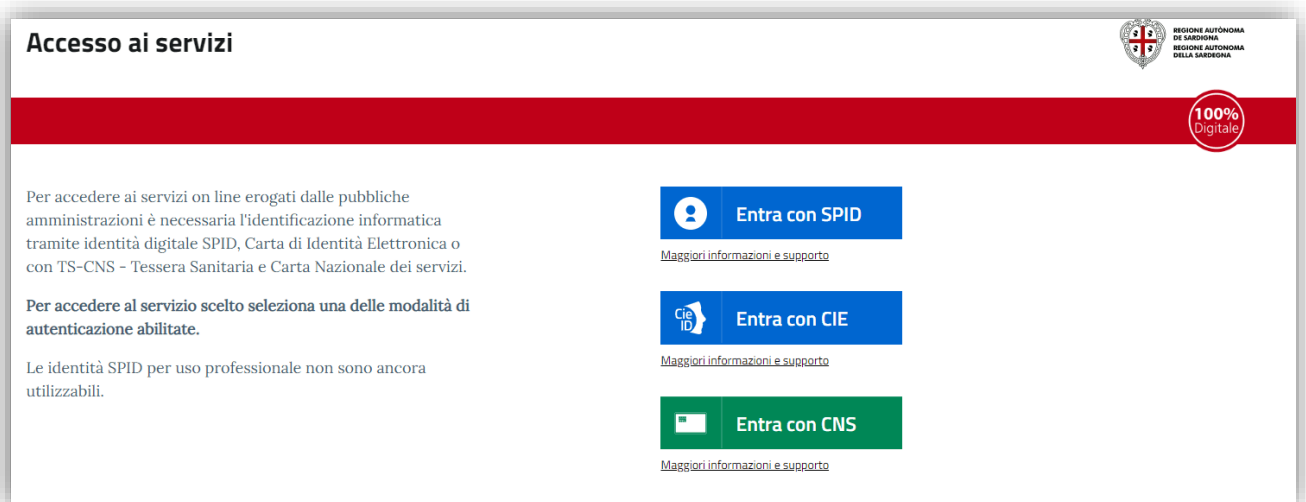 Accesso ai servizi
REGIONE AUTÒNOMA
DE SARDIGNA
REGIONE AUTONOMA
DELLA SARDEGNA
100%
Digitale
Per accedere ai servizi on line erogati dalle pubbliche
amministrazioni è necessaria l'identificazione informatica
tramite identità digitale SPID, Carta di Identità Elettronica o
con TS-CNS - Tessera Sanitaria e Carta Nazionale dei servizi.
Per accedere al servizio scelto seleziona una delle modalità di
autenticazione abilitate.
Le identità SPID per uso professionale non sono ancora
utilizzabili.
Entra con SPID
Maggiori informazioni e supporto
Cie
ID
Entra con CIE
Maggiori informazioni e supporto
Entra con CNS
Maggiori informazioni e supporto